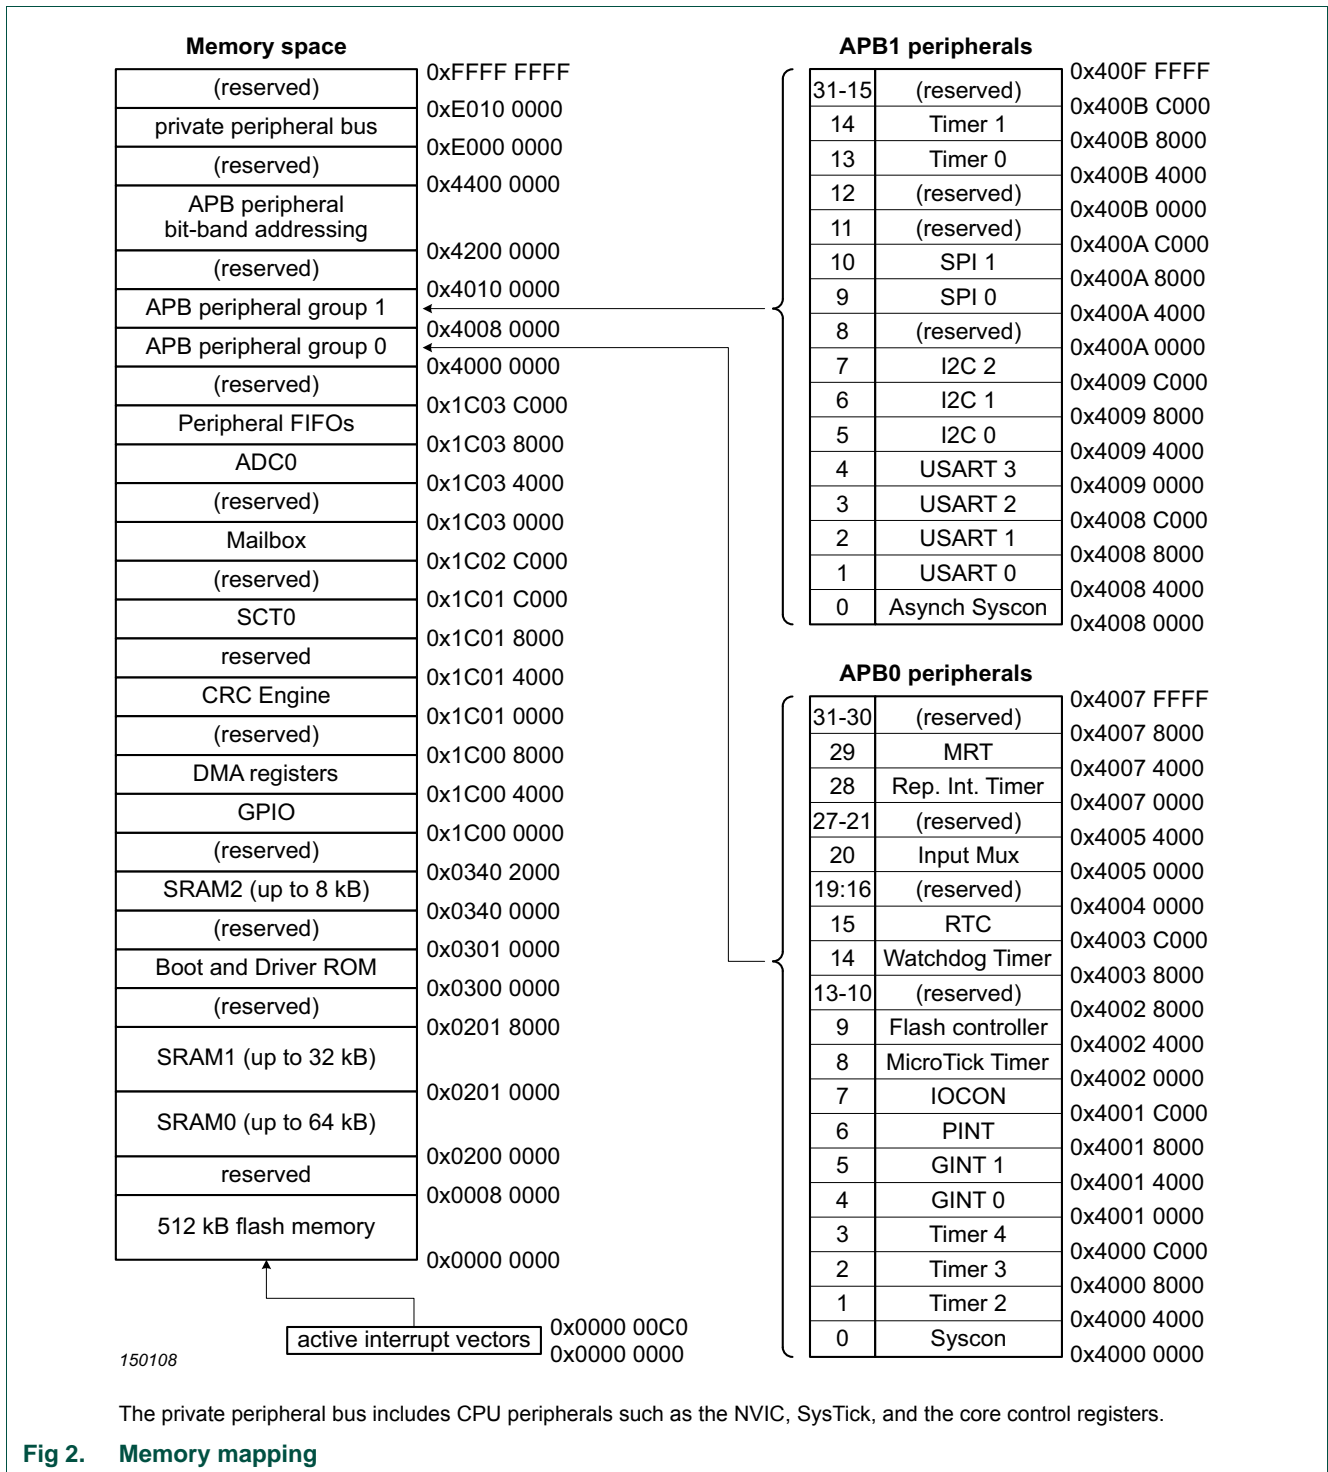 Memory space
0xFFFF FFFF
(reserved)
0xE010 0000
private peripheral bus
0xE000 0000
(reserved)
0x4400 0000
APB peripheral
bit-band addressing
0x4200 0000
(reserved)
0x4010 0000
APB peripheral group 1
0x4008 0000
APB peripheral group 0
0x4000 0000
(reserved)
0x1C03 C000
Peripheral FIFOs
0x1C03 8000
ADC0
0x1C03 4000
(reserved)
0x1C03 0000
Mailbox
0x1C02 C000
(reserved)
0x1C01 C000
SCT0
0x1C01 8000
reserved
0x1C01 4000
CRC Engine
0x1C01 0000
(reserved)
0x1C00 8000
DMA registers
0x1C00 4000
GPIO
0x1C00 0000
(reserved)
0x0340 2000
SRAM2 (up to 8 kB)
0x0340 0000
(reserved)
0x0301 0000
Boot and Driver ROM
0x0300 0000
(reserved)
0x0201 8000
SRAM1 (up to 32 kB)
0x0201 0000
SRAM0 (up to 64 kB)
0x0200 0000
reserved
0x0008 0000
512 kB flash memory
0x0000 0000
active interrupt vectors
0x0000 00C0
0x0000 0000
150108
APB1 peripherals
0x400F FFFF
31-15 (reserved)
0x400B C000
14 Timer 1
0x400B 8000
13 Timer 0
0x400B 4000
12 (reserved)
0x400B 0000
11 (reserved)
0x400A C000
10 SPI 1
0x400A 8000
9 SPI 0
0x400A 4000
8 (reserved)
0x400A 0000
7 I2C 2
0x4009 C000
6 I2C 1
0x4009 8000
5 I2C 0
0x4009 4000
4 USART 3
0x4009 0000
3 USART 2
0x4008 C000
2 USART 1
0x4008 8000
1 USART 0
0x4008 4000
0 Asynch Syscon
0x4008 0000
APB0 peripherals
0x4007 FFFF
31-30 (reserved)
0x4007 8000
29 MRT
0x4007 4000
28 Rep. Int. Timer
0x4007 0000
27-21 (reserved)
0x4005 4000
20 Input Mux
0x4005 0000
19:16 (reserved)
0x4004 0000
15 RTC
0x4003 C000
14 Watchdog Timer
0x4003 8000
13-10 (reserved)
0x4002 8000
9 Flash controller
0x4002 4000
8 MicroTick Timer
0x4002 0000
7 IOCON
0x4001 C000
6 PINT
0x4001 8000
5 GINT 1
0x4001 4000
4 GINT 0
0x4001 0000
3 Timer 4
0x4000 C000
2 Timer 3
0x4000 8000
1 Timer 2
0x4000 4000
0 Syscon
0x4000 0000
The private peripheral bus includes CPU peripherals such as the NVIC, SysTick, and the core control registers.
Fig 2. Memory mapping